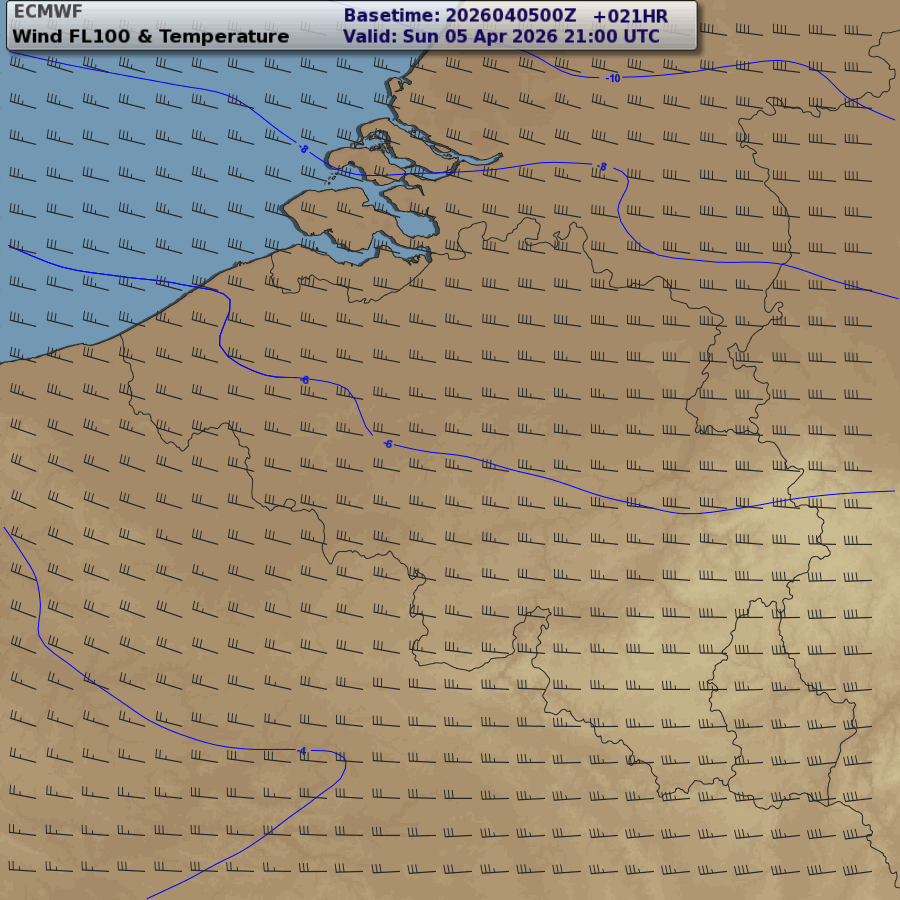 ECMWF
Basetime: 2026040500Z +021HR
Wind FL100 & Temperature
Valid: Sun 05 Apr 2026 21:00 UTC
-10
-8
-8
-6
-6
-4